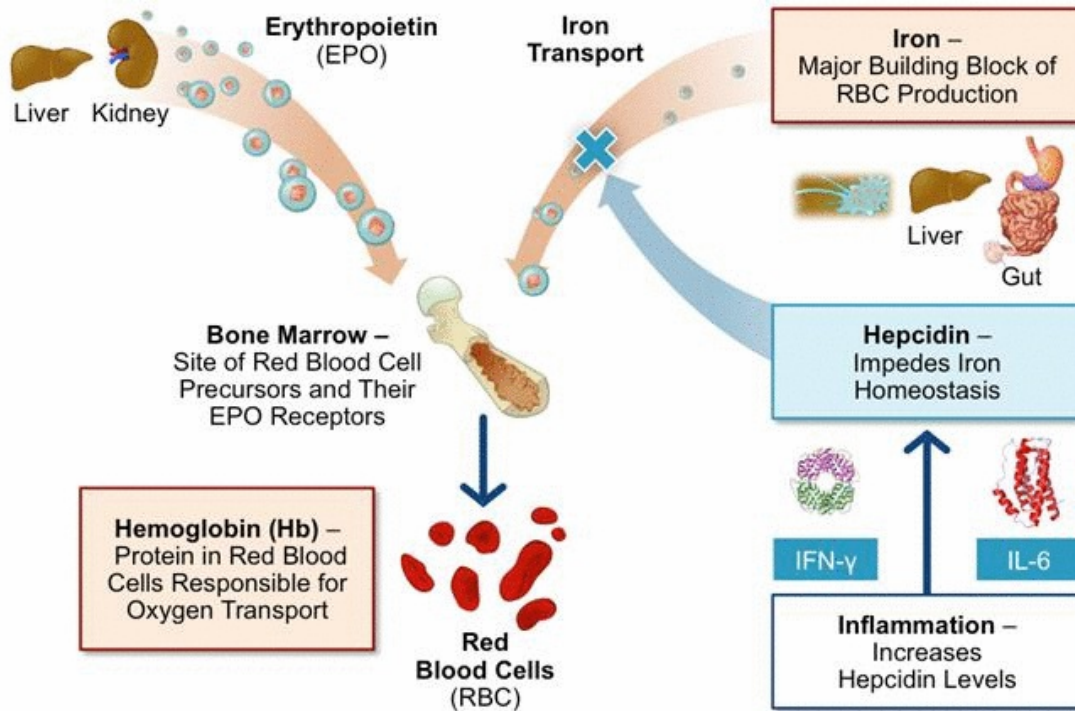 Erythropoietin
(EPO)
Iron
Transport
Iron –
Major Building Block of
RBC Production
Liver
Kidney
Liver
Gut
Bone Marrow –
Site of Red Blood Cell
Precursors and Their
EPO Receptors
Hepcidin –
Impedes Iron
Homeostasis
Hemoglobin (Hb) –
Protein in Red Blood
Cells Responsible for
Oxygen Transport
IFN-γ
IL-6
Red
Blood Cells
(RBC)
Inflammation –
Increases
Hepcidin Levels